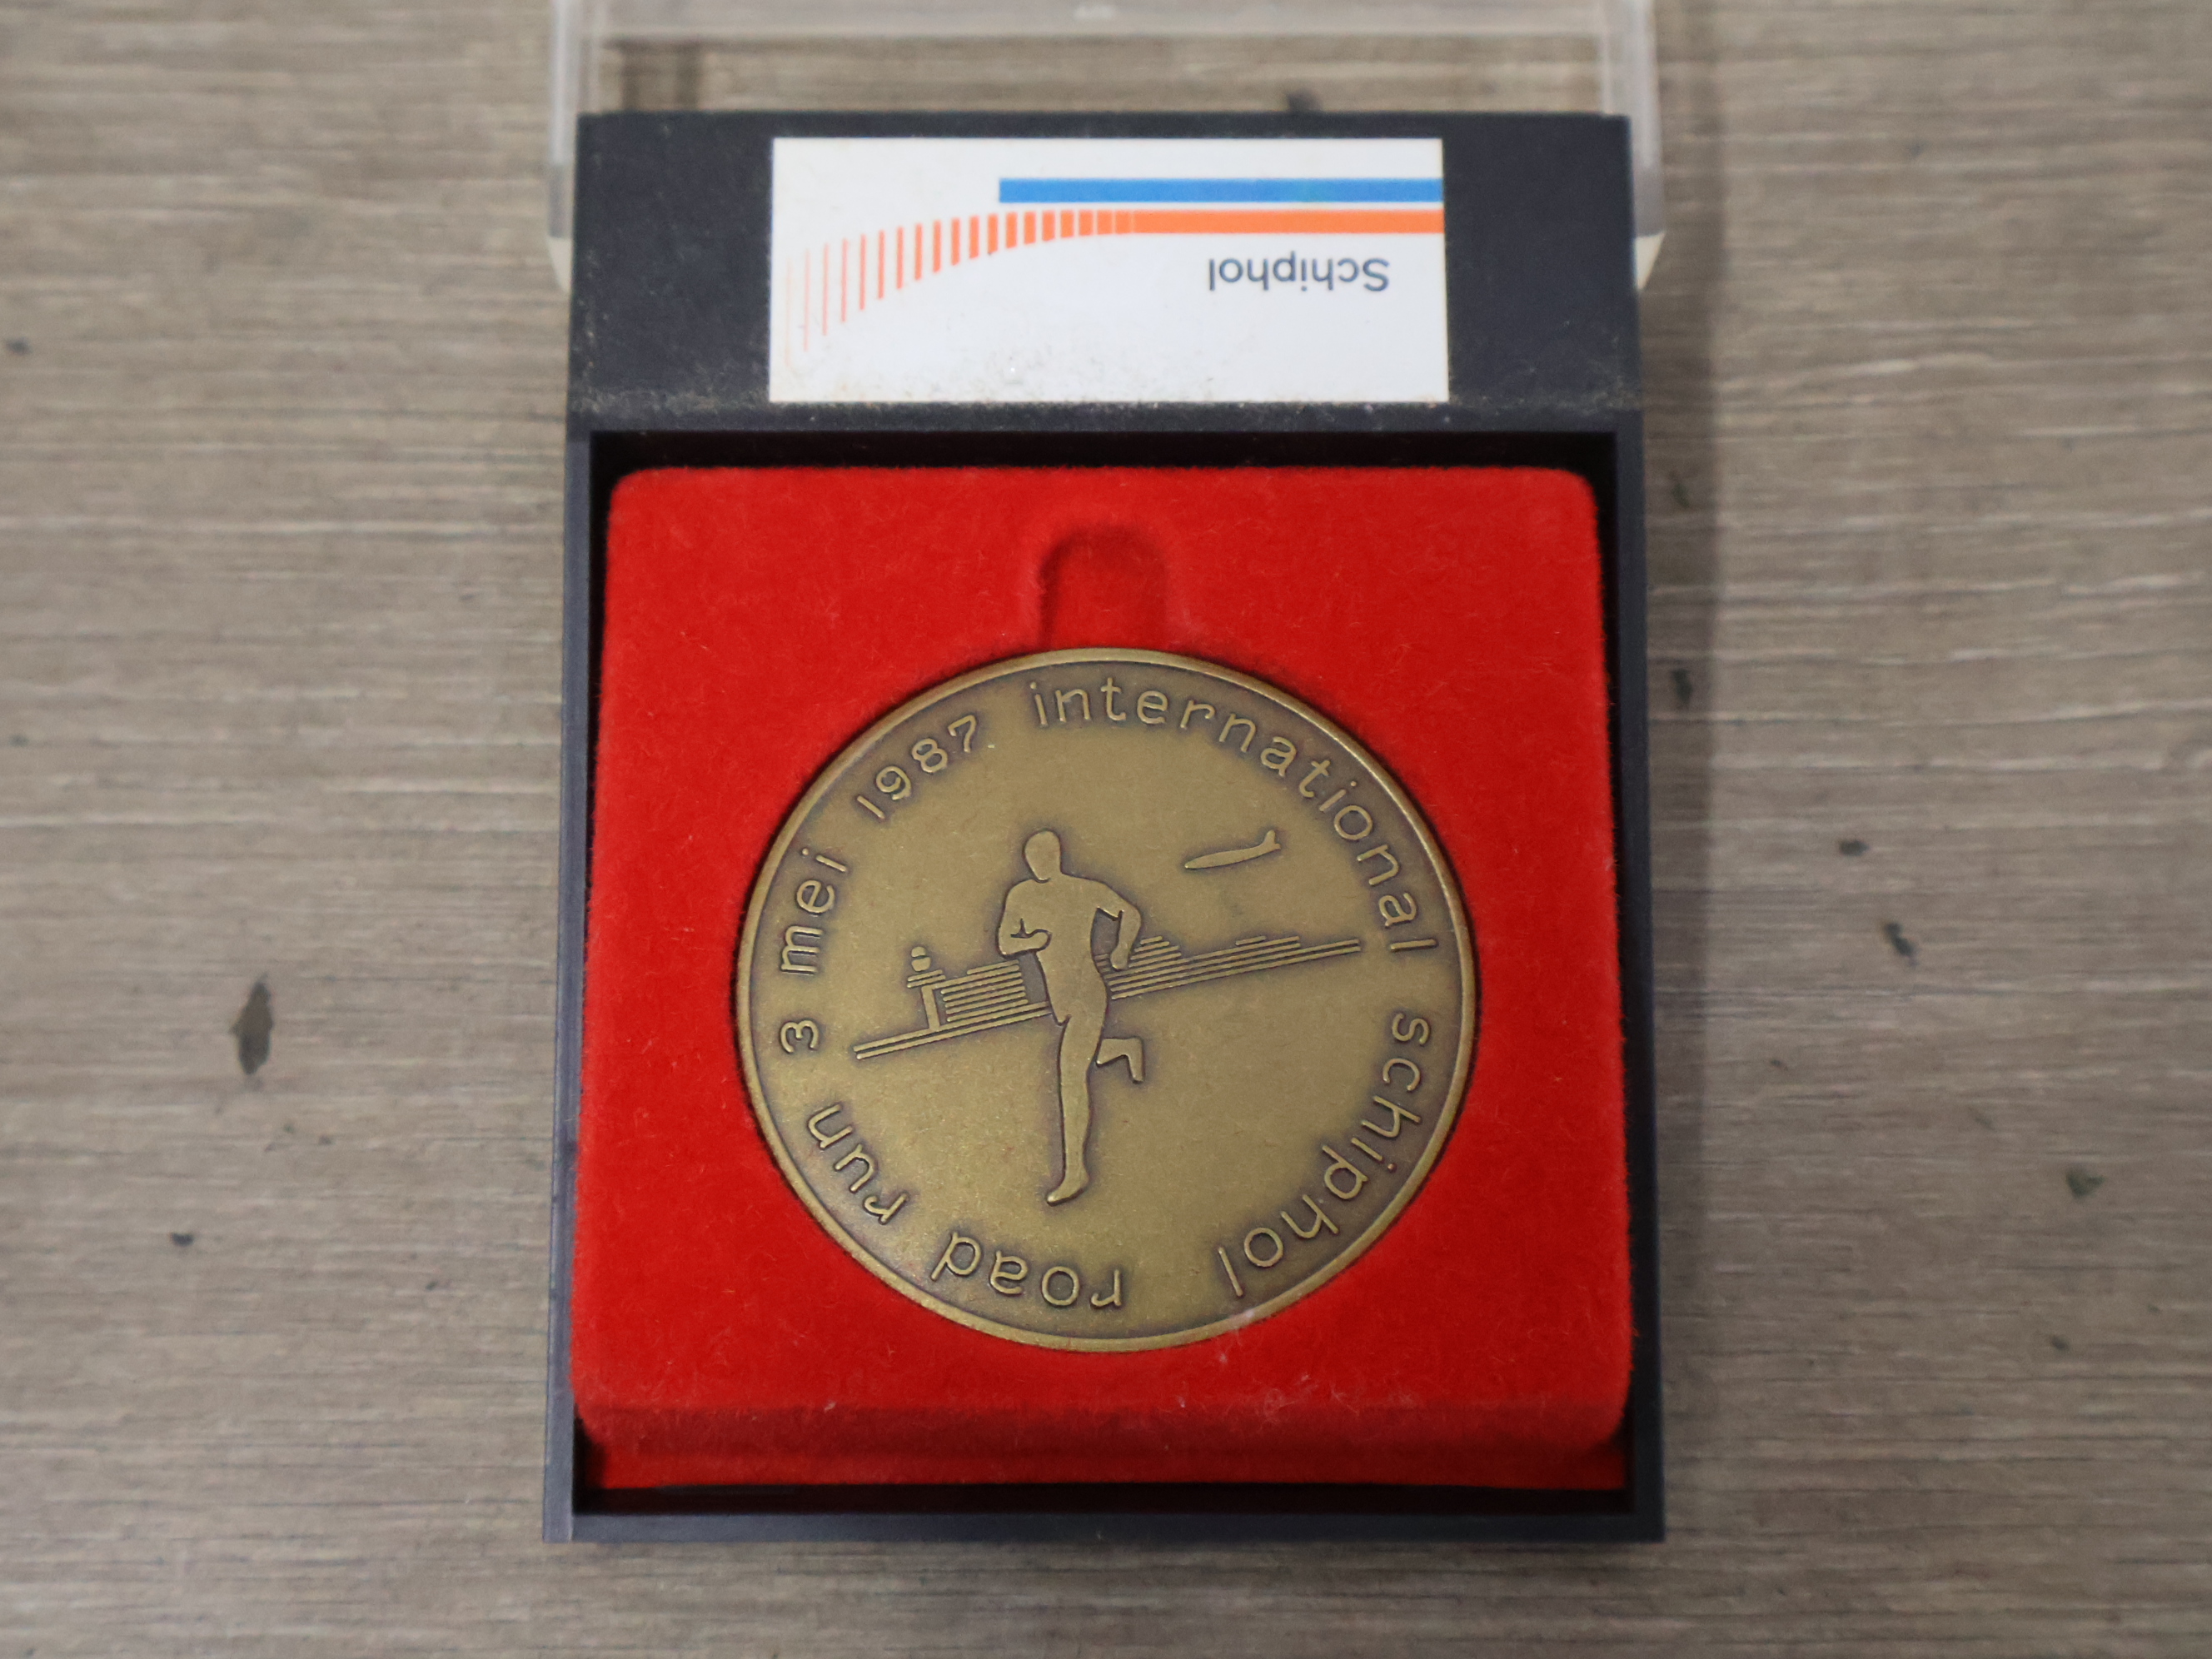 Schiphol
international schiphol road run 3 mei 1987